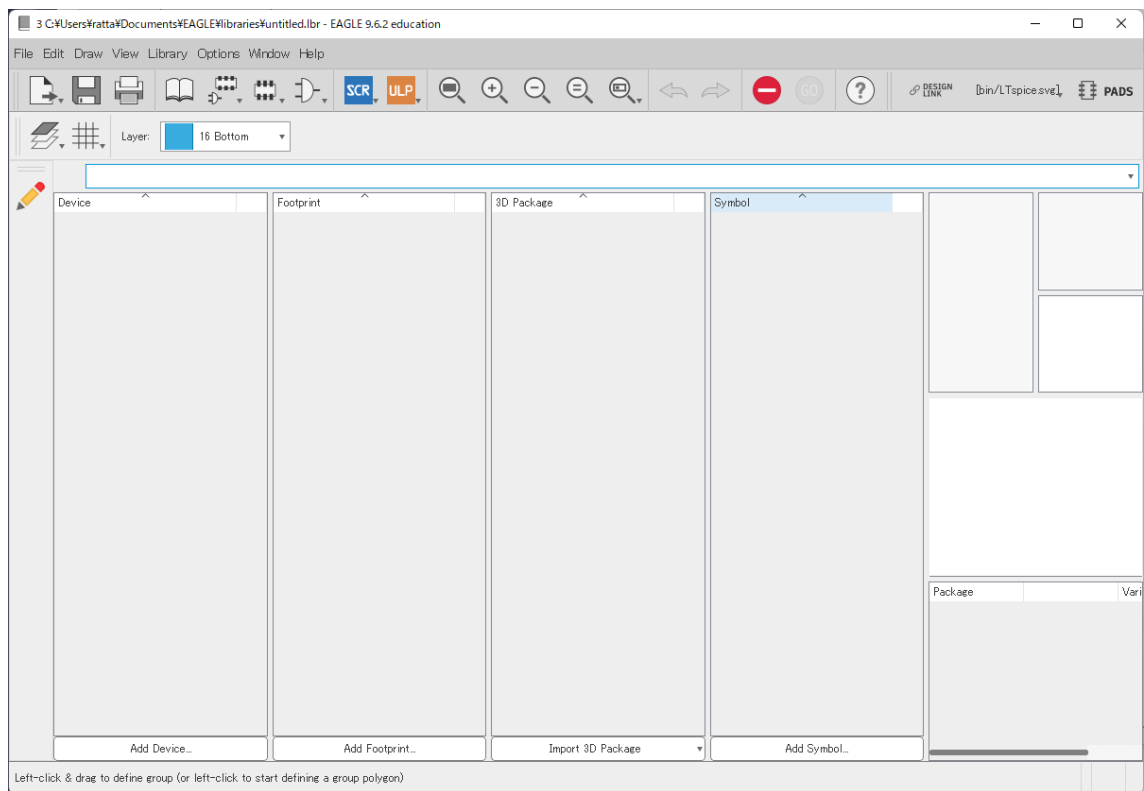 3 C:¥Users¥ratta¥Documents¥EAGLE¥libraries¥untitled.lbr - EAGLE 9.6.2 education
File Edit Draw View Library Options Window Help
SCR ULP GO ? DESIGN LINK [bin/LTspice.svg] PADS
Layer: 16 Bottom
Device Footprint 3D Package Symbol
Package Vari
Add Device... Add Footprint... Import 3D Package Add Symbol...
Left-click & drag to define group (or left-click to start defining a group polygon)